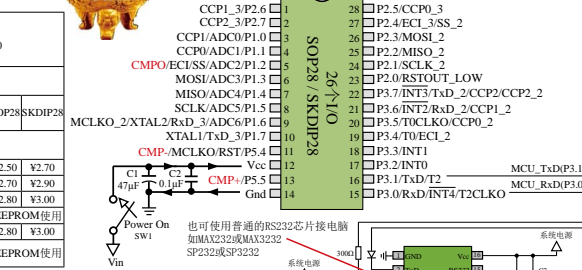 CCP1_3/P2.6 1
CCP2_3/P2.7 2
CCP1/ADC0/P1.0 3
CCP0/ADC1/P1.1 4
CMPO/ECI/SS/ADC2/P1.2 5
MOSI/ADC3/P1.3 6
MISO/ADC4/P1.4 7
SCLK/ADC5/P1.5 8
MCLKO_2/XTAL2/RxD_3/ADC6/P1.6 9
XTAL1/TxD_3/P1.7 10
CMP-/MCLKO/RST/P5.4 11
Vcc 12
CMP+/P5.5 13
Gnd 14
SOP28 / SKDIP28
26个I/O
28 P2.5/CCP0_3
27 P2.4/ECI_3/SS_2
26 P2.3/MOSI_2
25 P2.2/MISO_2
24 P2.1/SCLK_2
23 P2.0/RSTOUT_LOW
22 P3.7/INT3/TxD_2/CCP2/CCP2_2
21 P3.6/INT2/RxD_2/CCP1_2
20 P3.5/T0CLKO/CCP0_2
19 P3.4/T0/ECI_2
18 P3.3/INT1
17 P3.2/INT0
16 P3.1/TxD/T2
15 P3.0/RxD/INT4/T2CLKO
MCU_TxD(P3.1
MCU_RxD(P3.0
OP28 SKDIP28
2.50 ¥2.70
2.70 ¥2.90
2.80 ¥3.00
EEPROM使用
2.80 ¥3.00
EEPROM使用
C1
47μF
C2
0.1μF
Power On
SW1
Vin
也可使用普通的RS232芯片接电脑
如MAX232或MAX3232
SP232或SP3232
系统电源
300Ω
1 GND
Vcc 16
系统电源